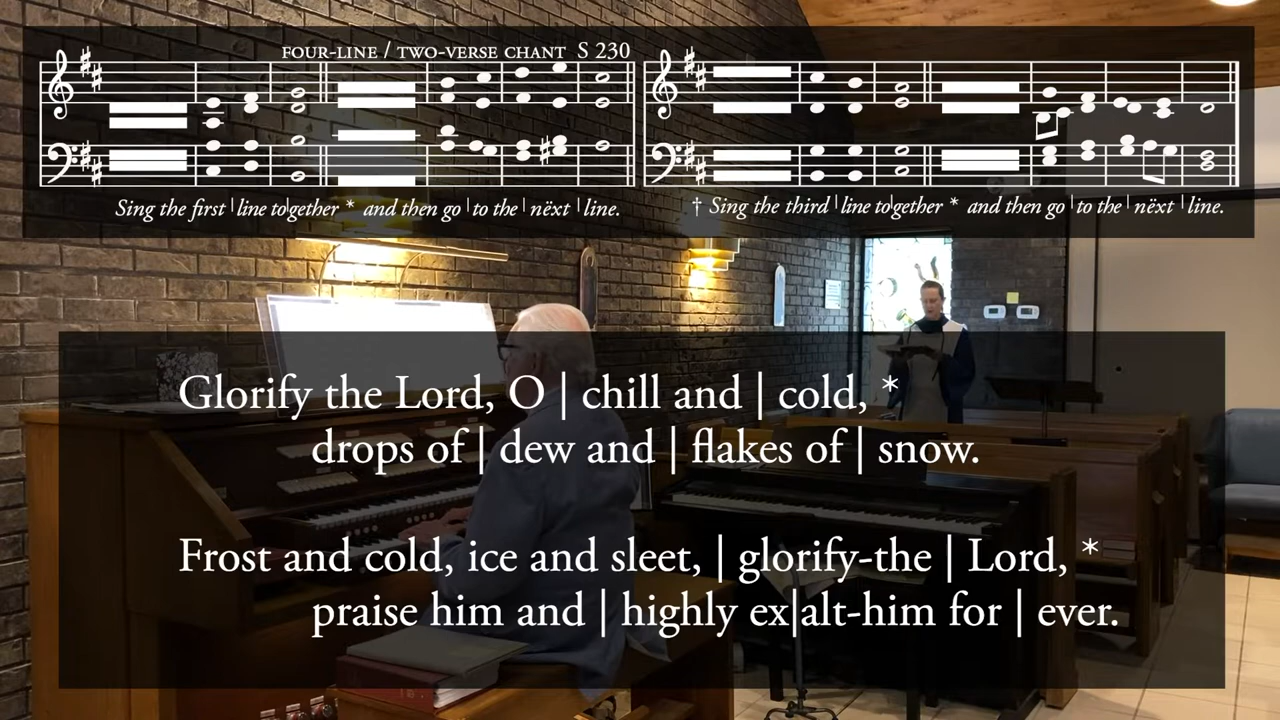 FOUR-LINE / TWO-VERSE CHANT S 230
Sing the first | line to|gether * and then go | to the | nëxt | line.
† Sing the third | line to|gether * and then go | to the | nëxt | line.
Glorify the Lord, O | chill and | cold, *
drops of | dew and | flakes of | snow.
Frost and cold, ice and sleet, | glorify-the | Lord, *
praise him and | highly ex|alt-him for | ever.